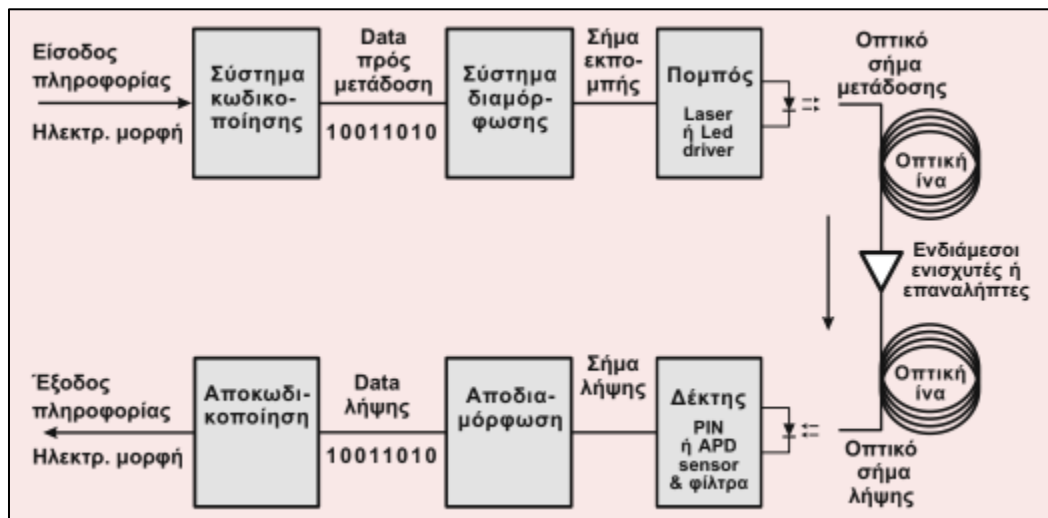 Είσοδος
πληροφορίας
Ηλεκτρ. μορφή
Σύστημα
κωδικο-
ποίησης
Data
πρός
μετάδοση
10011010
Σύστημα
διαμόρ-
φωσης
Σήμα
εκπο-
μπής
Πομπός
Laser
ή Led
driver
Οπτικό
σήμα
μετάδοσης
Οπτική
ίνα
Ενδιάμεσοι
ενισχυτές ή
επαναλήπτες
Οπτική
ίνα
Οπτικό
σήμα
λήψης
Δέκτης
PIN
ή APD
sensor
& φίλτρα
Σήμα
λήψης
Αποδια-
μόρφωση
Data
λήψης
10011010
Αποκωδι-
κοποίηση
Έξοδος
πληροφορίας
Ηλεκτρ. μορφή